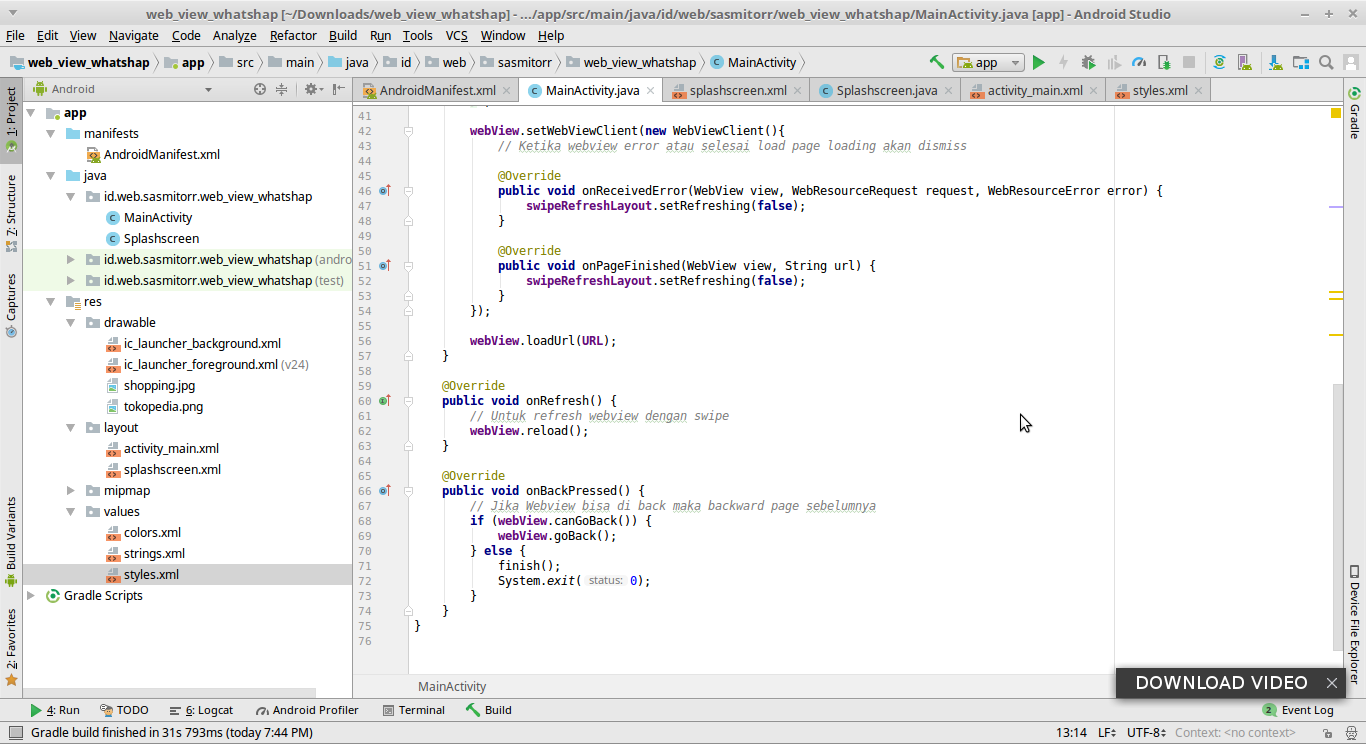 web_view_whatshap [~/Downloads/web_view_whatshap] - .../app/src/main/java/id/web/sasmitorr/web_view_whatshap/MainActivity.java [app] - Android Studio
File Edit View Navigate Code Analyze Refactor Build Run Tools VCS Window Help
web_view_whatshap app src main java id web sasmitorr web_view_whatshap MainActivity app
Android
AndroidManifest.xml MainActivity.java splashscreen.xml Splashscreen.java activity_main.xml styles.xml
1: Project
7: Structure
Captures
Build Variants
2: Favorites
app
manifests
AndroidManifest.xml
java
id.web.sasmitorr.web_view_whatshap
MainActivity
Splashscreen
id.web.sasmitorr.web_view_whatshap (andro
id.web.sasmitorr.web_view_whatshap (test)
res
drawable
ic_launcher_background.xml
ic_launcher_foreground.xml (v24)
shopping.jpg
tokopedia.png
layout
activity_main.xml
splashscreen.xml
mipmap
values
colors.xml
strings.xml
styles.xml
Gradle Scripts
41
42 webView.setWebViewClient(new WebViewClient(){
43 // Ketika webview error atau selesai load page loading akan dismiss
44
45 @Override
46 public void onReceivedError(WebView view, WebResourceRequest request, WebResourceError error) {
47 swipeRefreshLayout.setRefreshing(false);
48 }
49
50 @Override
51 public void onPageFinished(WebView view, String url) {
52 swipeRefreshLayout.setRefreshing(false);
53 }
54 });
55
56 webView.loadUrl(URL);
57 }
58
59 @Override
60 public void onRefresh() {
61 // Untuk refresh webview dengan swipe
62 webView.reload();
63 }
64
65 @Override
66 public void onBackPressed() {
67 // Jika Webview bisa di back maka backward page sebelumnya
68 if (webView.canGoBack()) {
69 webView.goBack();
70 } else {
71 finish();
72 System.exit( status: 0);
73 }
74 }
75 }
76
MainActivity
Gradle
Device File Explorer
DOWNLOAD VIDEO
4: Run TODO 6: Logcat Android Profiler Terminal Build 2 Event Log
Gradle build finished in 31s 793ms (today 7:44 PM) 13:14 LF UTF-8 Context: <no context>